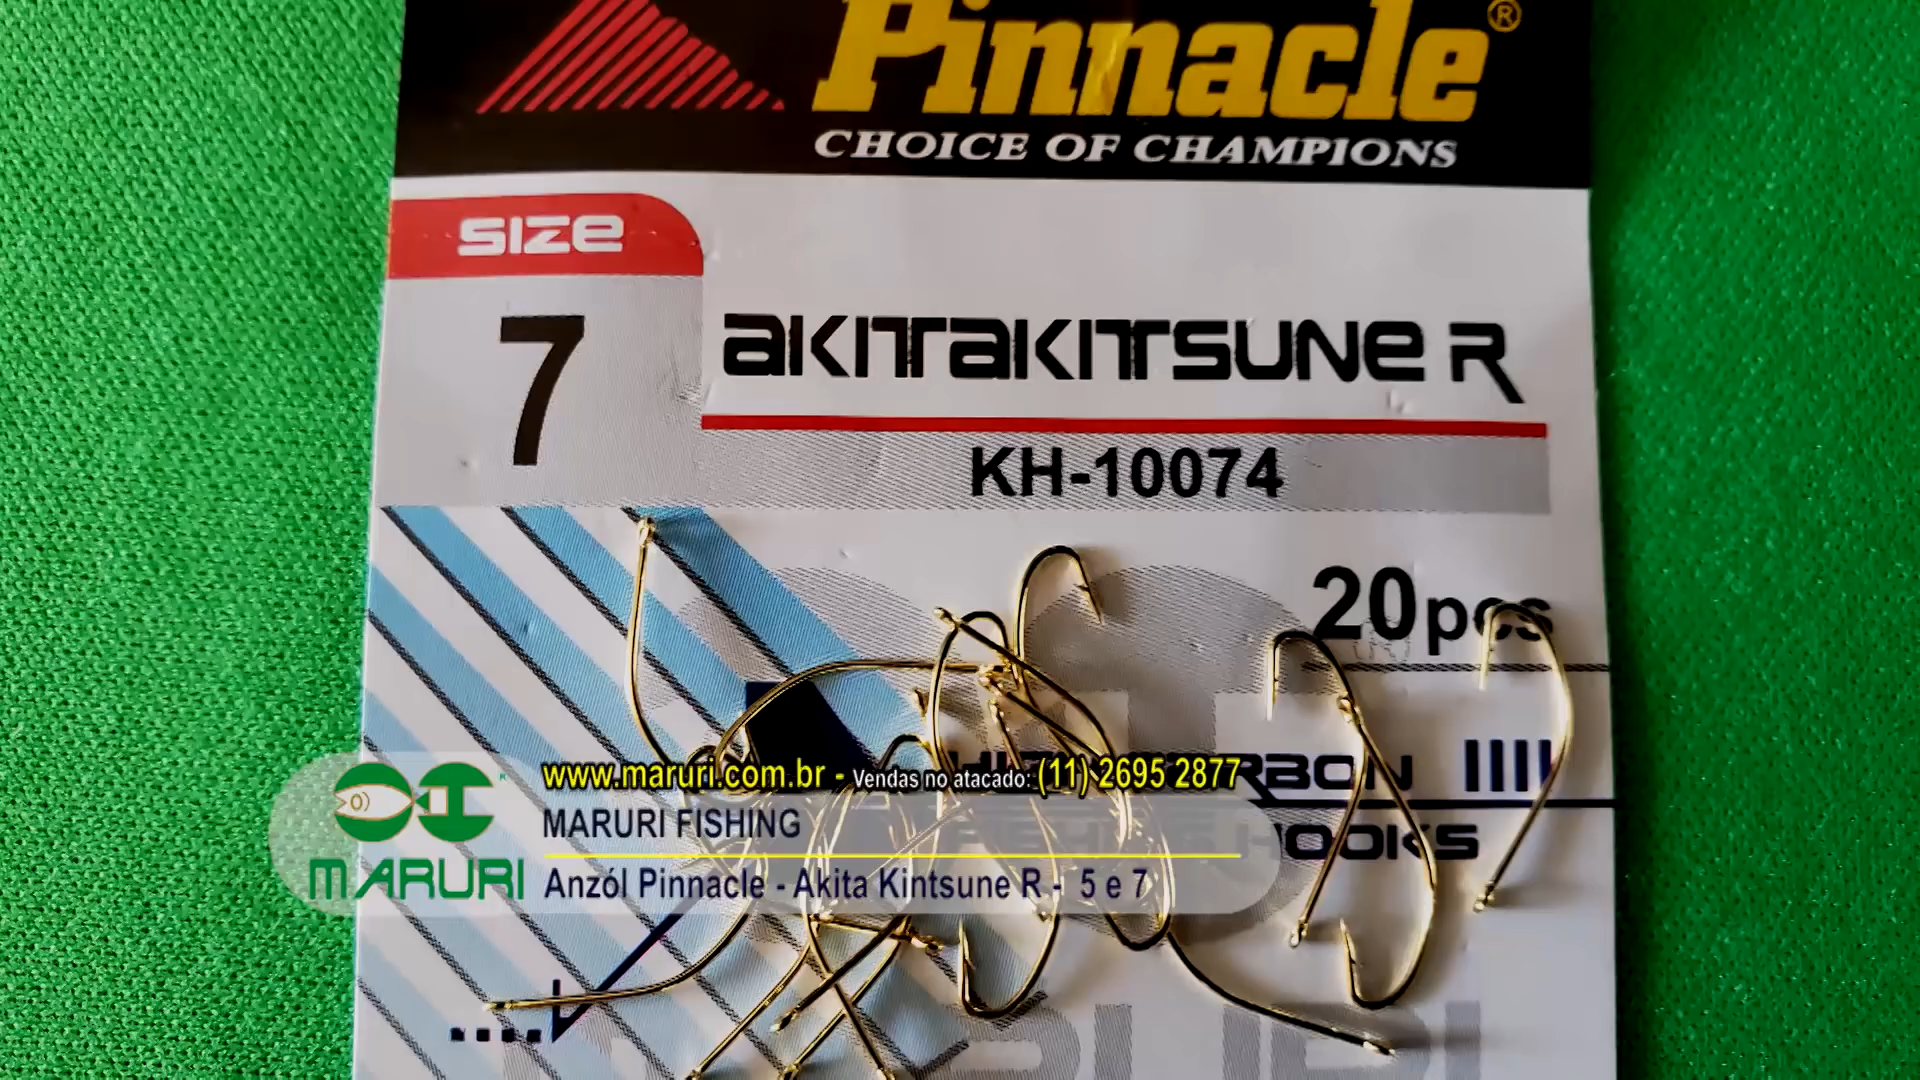 Pinnacle®
CHOICE OF CHAMPIONS
SIZE
7
AKITAKITSUNE R
KH-10074
20pcs
www.maruri.com.br - Vendas no atacado: (11) 2695 2877
MARURI FISHING
MARURI
Anzól Pinnacle - Akita Kintsune R - 5 e 7
HOOKS